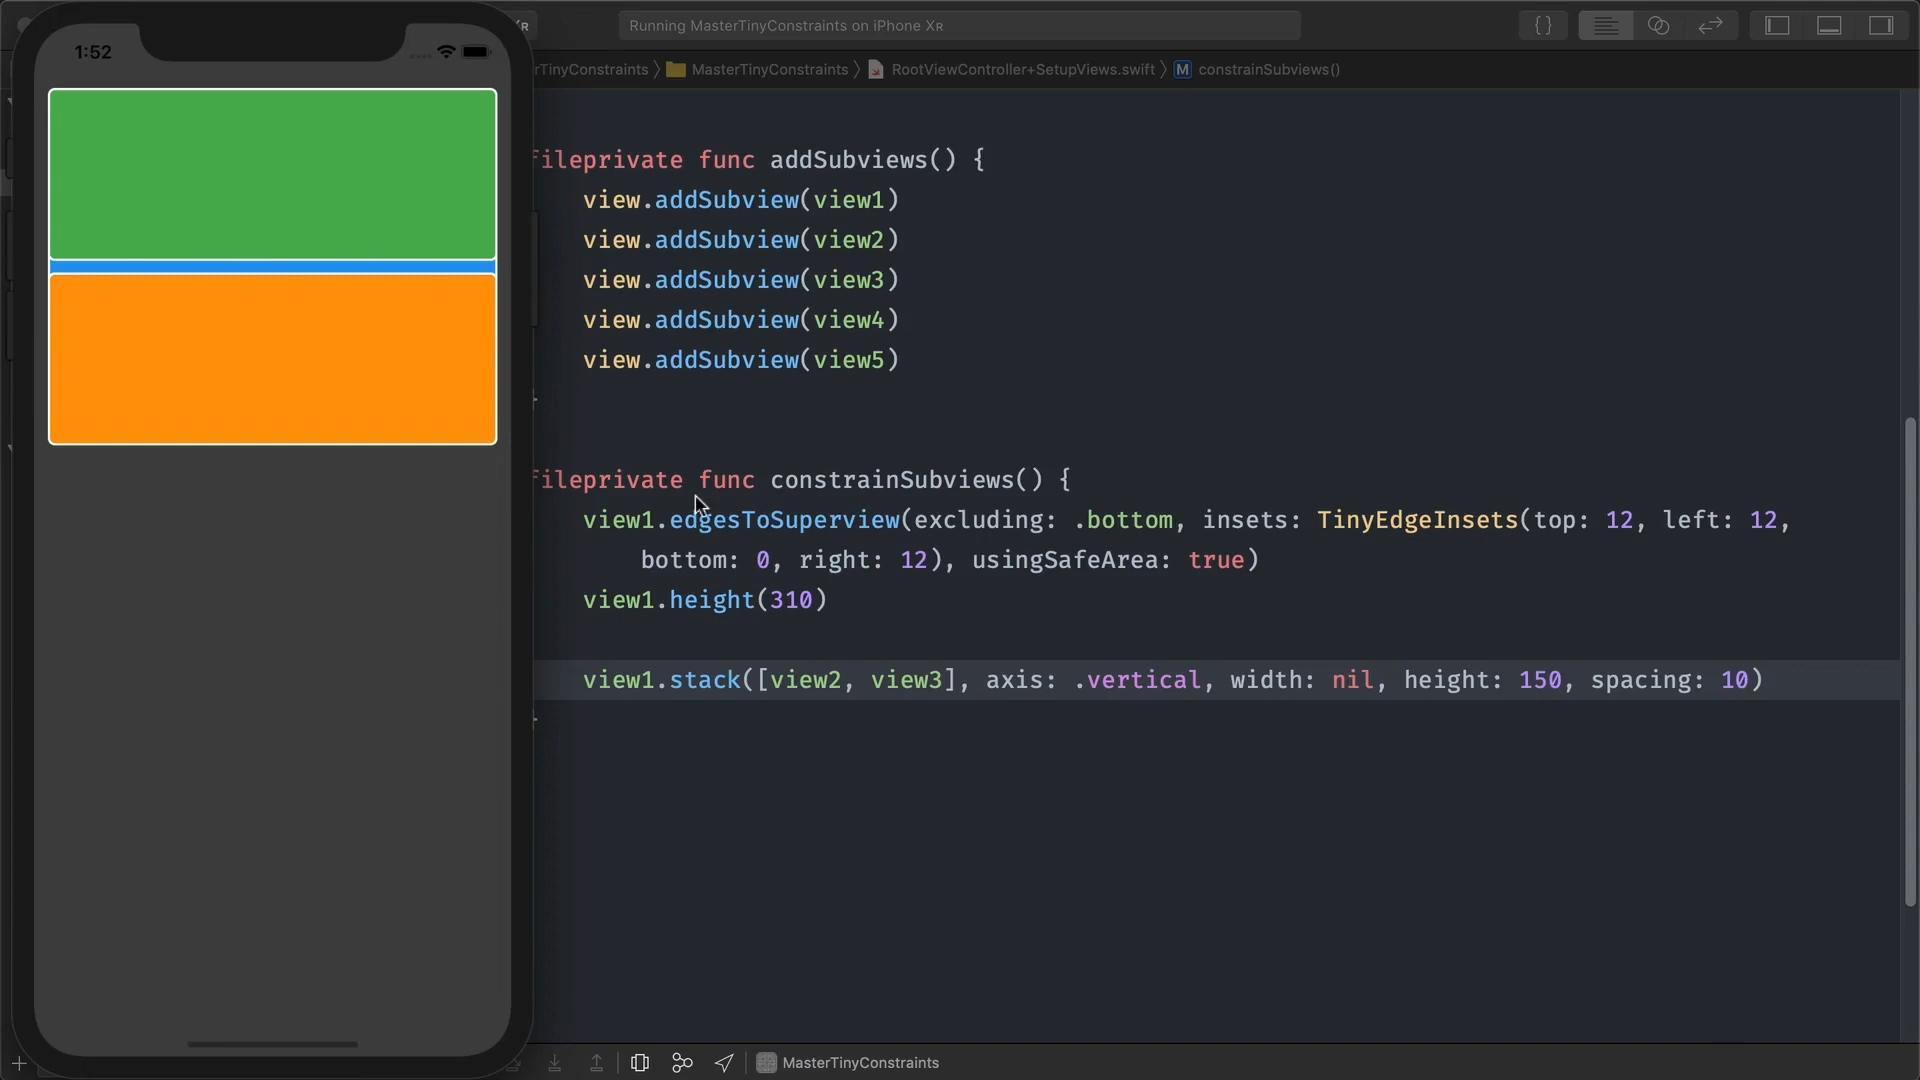 1:52
R
Running MasterTinyConstraints on iPhone XR
{}
rTinyConstraints MasterTinyConstraints RootViewController+SetupViews.swift M constrainSubviews()
fileprivate func addSubviews() {
view.addSubview(view1)
view.addSubview(view2)
view.addSubview(view3)
view.addSubview(view4)
view.addSubview(view5)
}
fileprivate func constrainSubviews() {
view1.edgesToSuperview(excluding: .bottom, insets: TinyEdgeInsets(top: 12, left: 12,
bottom: 0, right: 12), usingSafeArea: true)
view1.height(310)
view1.stack([view2, view3], axis: .vertical, width: nil, height: 150, spacing: 10)
}
MasterTinyConstraints